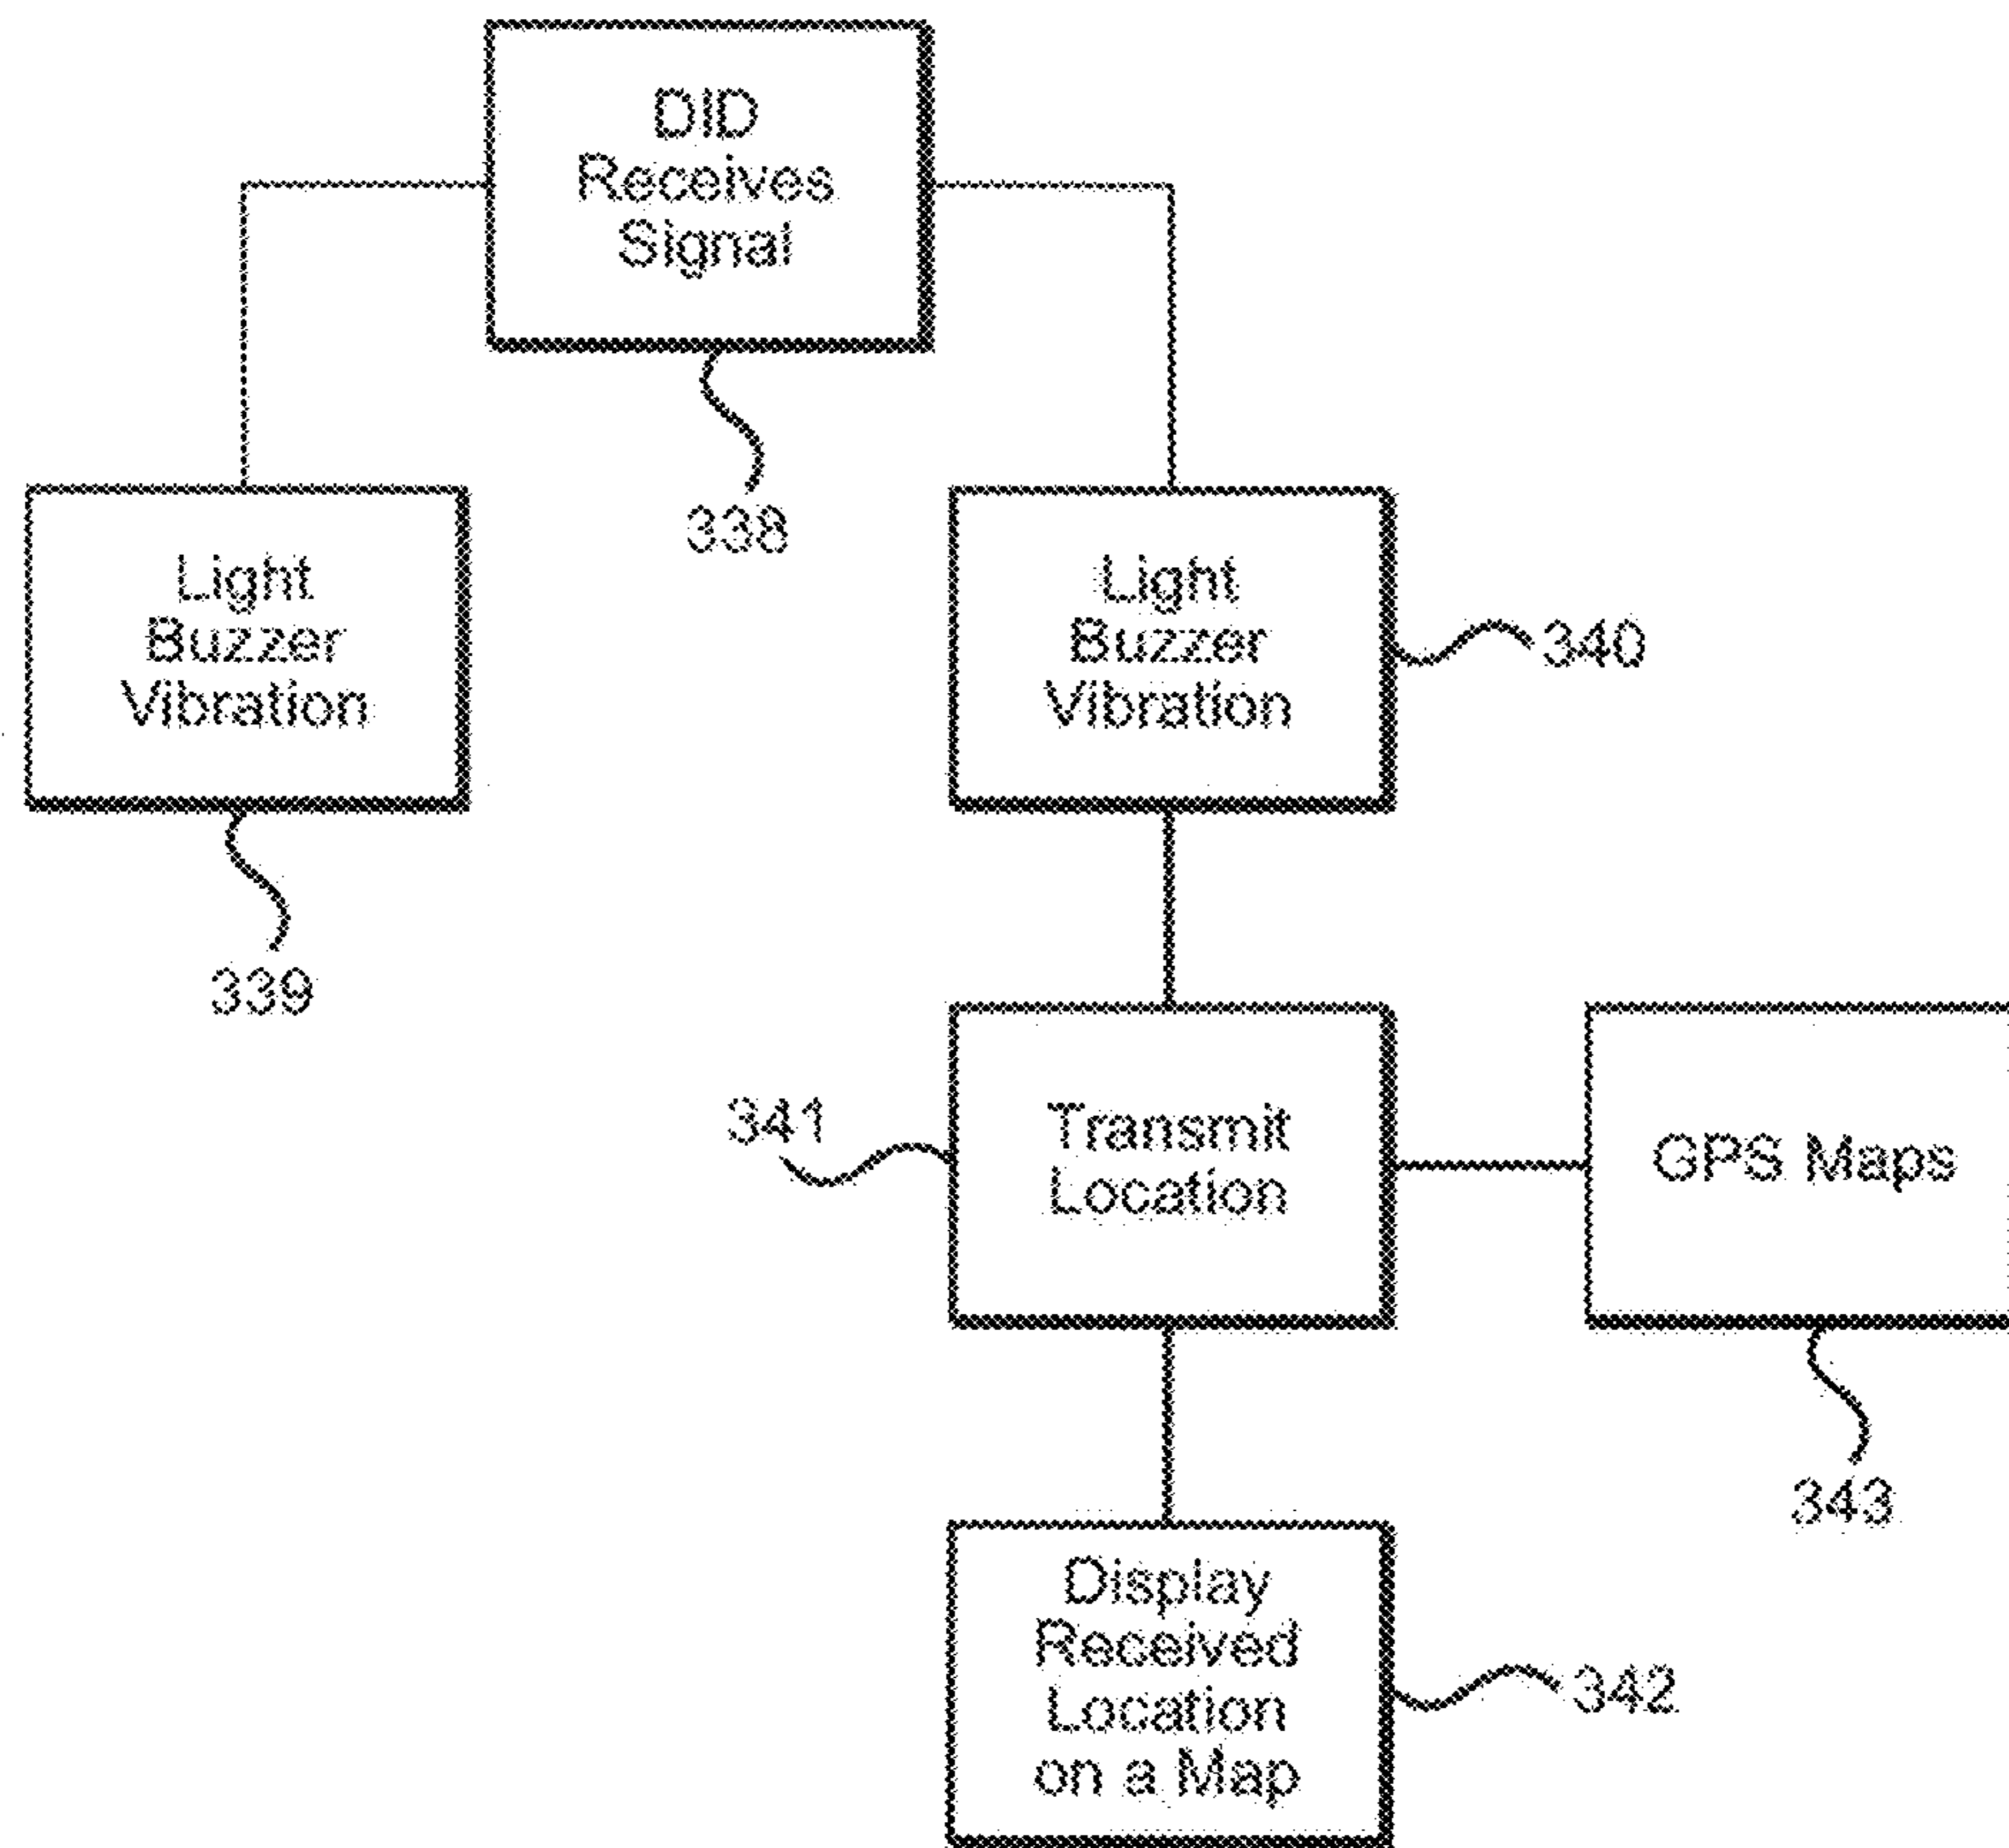 DID
Receives
Signal
338
Light
Buzzer
Vibration
339
Light
Buzzer
Vibration
340
341
Transmit
Location
GPS Maps
343
Display
Received
Location
on a Map
342